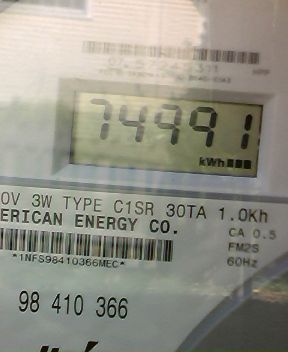 74991
kWh
0V 3W TYPE C1SR 30TA 1.0Kh
ERICAN ENERGY CO.
CA 0.5
FM2S
*1NFS98410366MEC*
60Hz
98 410 366